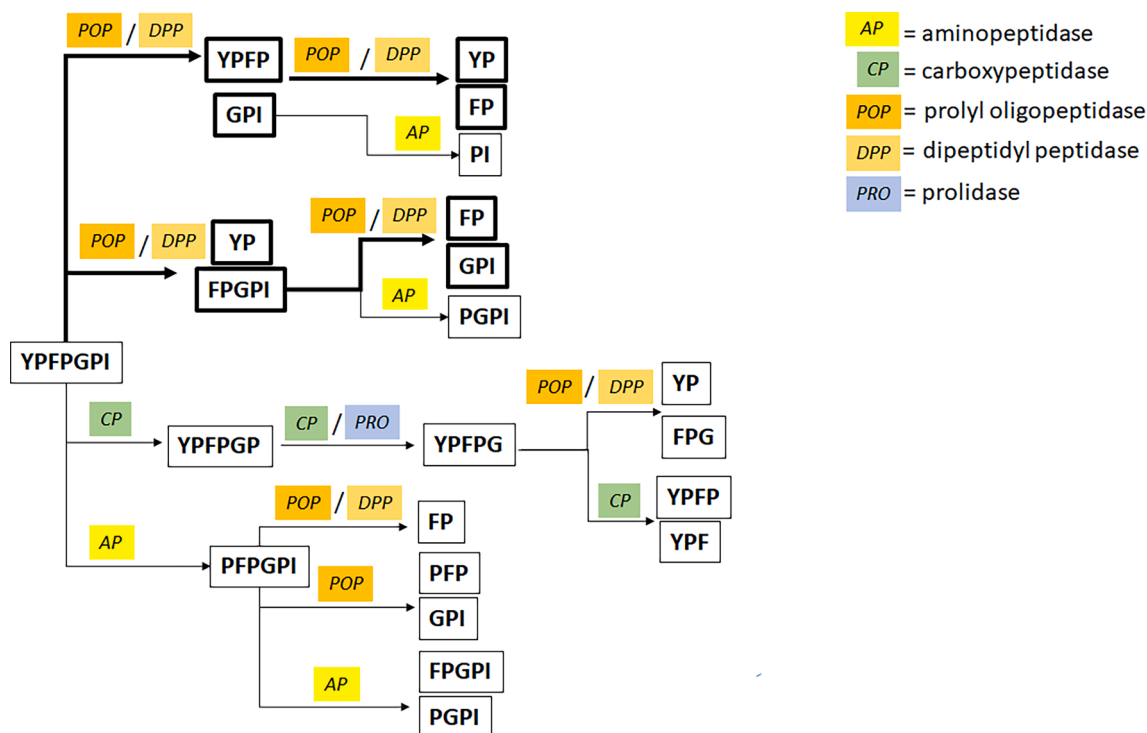 POP / DPP
YPFP
POP / DPP
YP
FP
GPI
AP
PI
POP / DPP
YP
FPGPI
POP / DPP
FP
GPI
AP
PGPI
YPFPGPI
CP
YPFPGP
CP / PRO
YPFPG
POP / DPP
YP
FPG
CP
YPFP
YPF
AP
PFPGPI
POP / DPP
FP
POP
PFP
GPI
AP
FPGPI
PGPI
AP = aminopeptidase
CP = carboxypeptidase
POP = prolyl oligopeptidase
DPP = dipeptidyl peptidase
PRO = prolidase